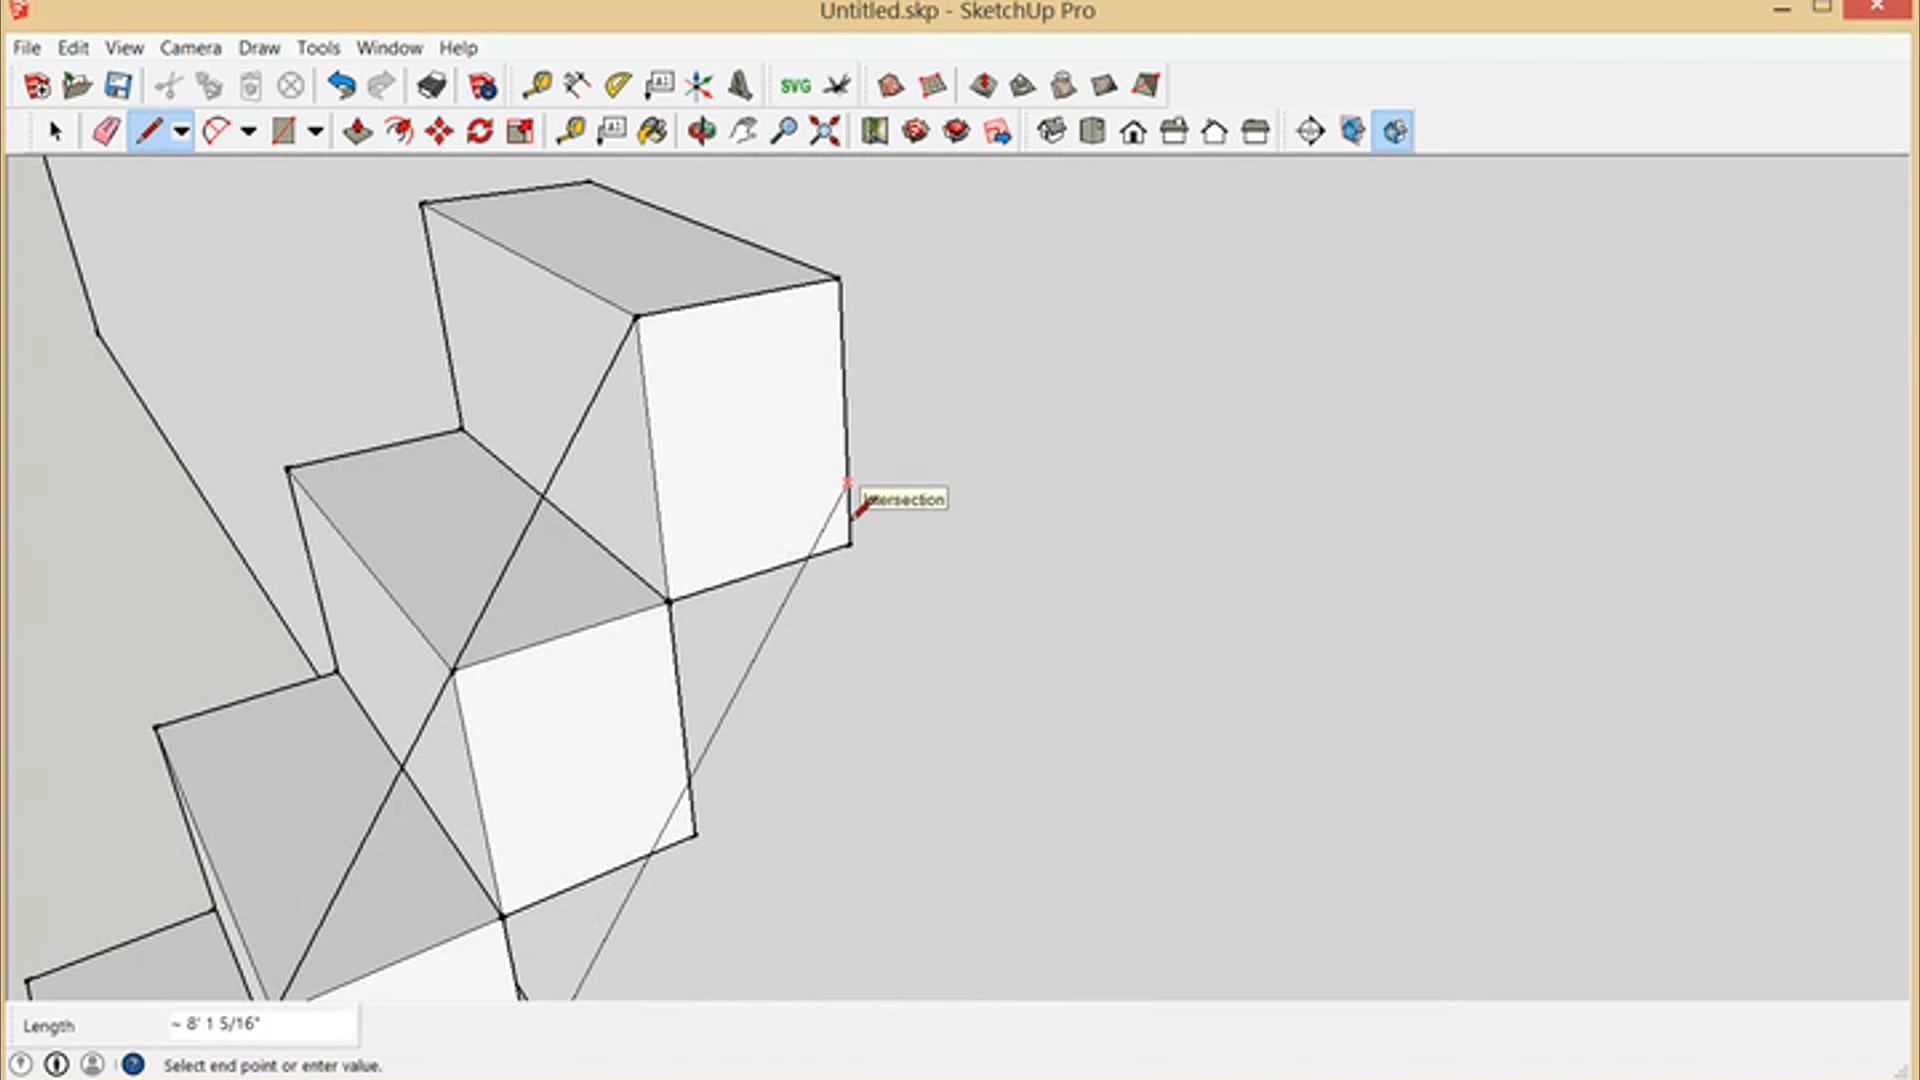 Untitled.skp - SketchUp Pro
File Edit View Camera Draw Tools Window Help
SVG
Intersection
Length ~ 8' 1 5/16"
Select end point or enter value.